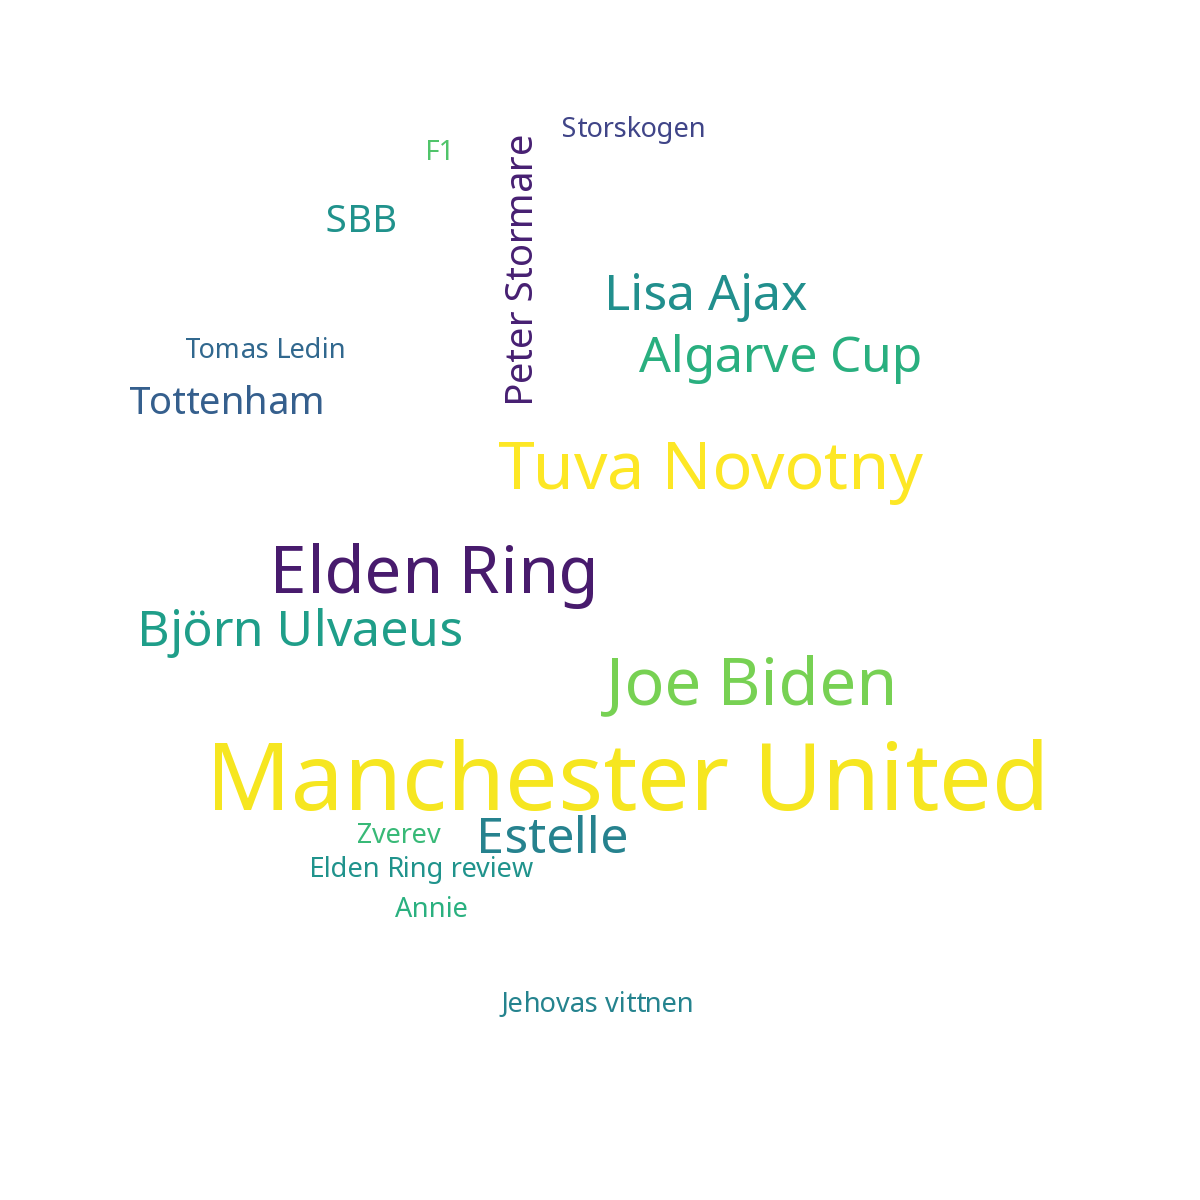 Storskogen
F1
Peter Stormare
SBB
Lisa Ajax
Tomas Ledin
Algarve Cup
Tottenham
Tuva Novotny
Elden Ring
Björn Ulvaeus
Joe Biden
Manchester United
Zverev
Estelle
Elden Ring review
Annie
Jehovas vittnen